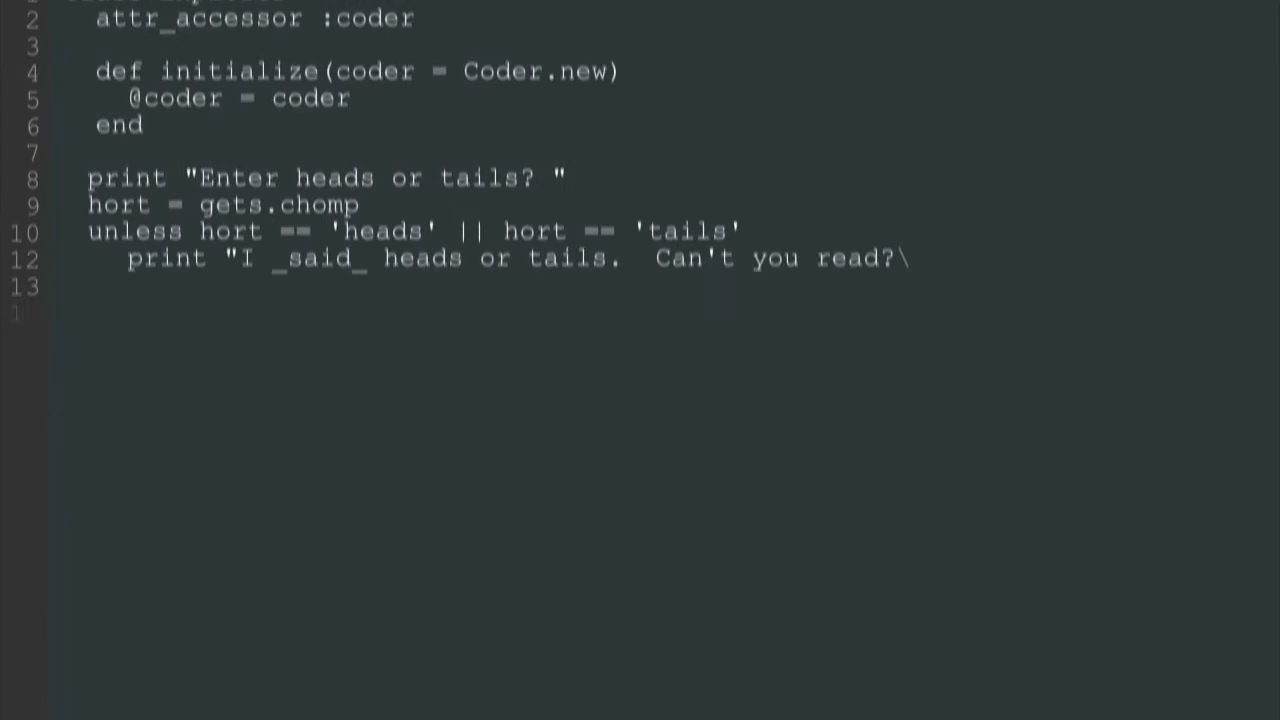 2 attr_accessor :coder
3
4 def initialize(coder = Coder.new)
5 @coder = coder
6 end
7
8 print "Enter heads or tails? "
9 hort = gets.chomp
10 unless hort == 'heads' || hort == 'tails'
12 print "I _said_ heads or tails.  Can't you read?\
13
1